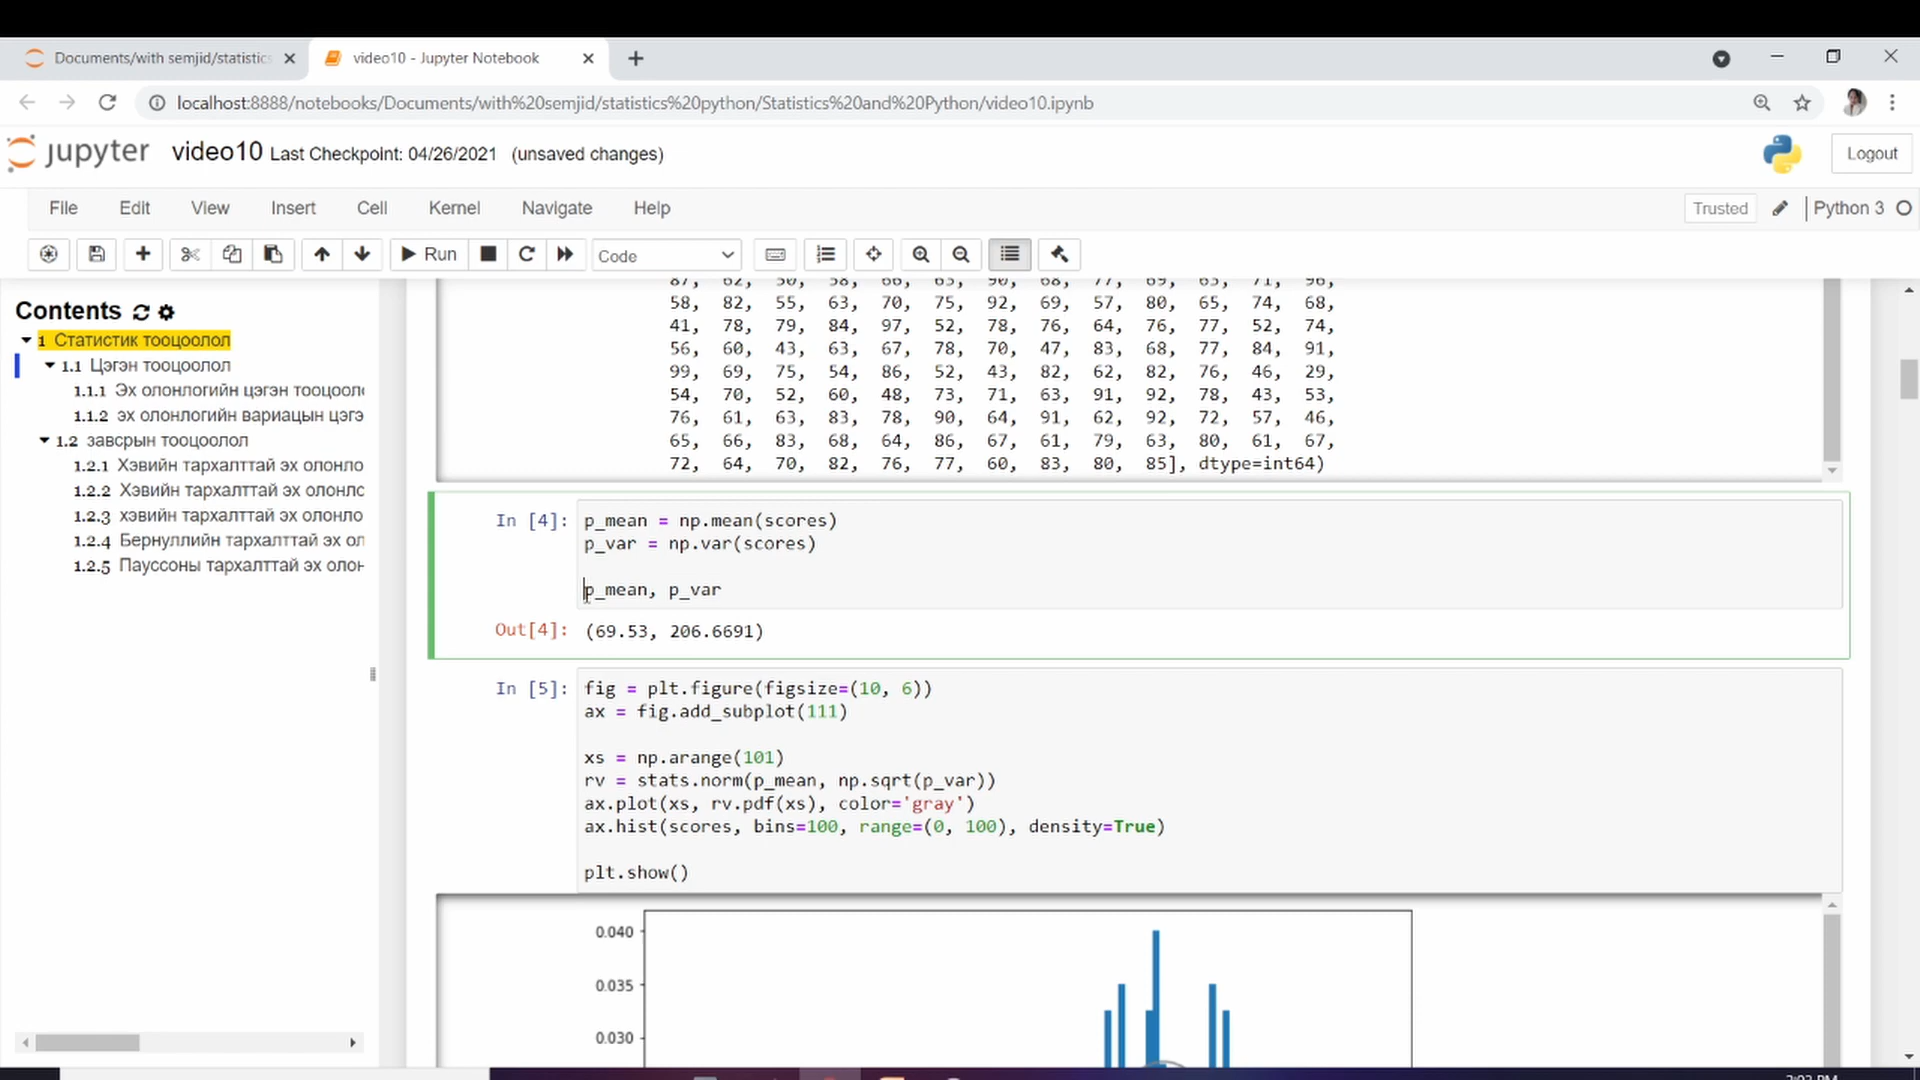 Documents/with semjid/statistics
video10 - Jupyter Notebook
localhost:8888/notebooks/Documents/with%20semjid/statistics%20python/Statistics%20and%20Python/video10.ipynb
jupyter video10 Last Checkpoint: 04/26/2021 (unsaved changes)
Logout
File Edit View Insert Cell Kernel Navigate Help
Trusted Python 3
Run Code
Contents
1 Статистик тооцоолол
1.1 Цэгэн тооцоолол
1.1.1 Эх олонлогийн цэгэн тооцоол
1.1.2 эх олонлогийн вариацын цэгэ
1.2 завсрын тооцоолол
1.2.1 Хэвийн тархалттай эх олонло
1.2.2 Хэвийн тархалттай эх олонло
1.2.3 хэвийн тархалттай эх олонло
1.2.4 Бернуллийн тархалттай эх ол
1.2.5 Пауссоны тархалттай эх олон
87, 62, 50, 58, 66, 63, 90, 68, 77, 69, 65, 71, 96,
58, 82, 55, 63, 70, 75, 92, 69, 57, 80, 65, 74, 68,
41, 78, 79, 84, 97, 52, 78, 76, 64, 76, 77, 52, 74,
56, 60, 43, 63, 67, 78, 70, 47, 83, 68, 77, 84, 91,
99, 69, 75, 54, 86, 52, 43, 82, 62, 82, 76, 46, 29,
54, 70, 52, 60, 48, 73, 71, 63, 91, 92, 78, 43, 53,
76, 61, 63, 83, 78, 90, 64, 91, 62, 92, 72, 57, 46,
65, 66, 83, 68, 64, 86, 67, 61, 79, 63, 80, 61, 67,
72, 64, 70, 82, 76, 77, 60, 83, 80, 85], dtype=int64)
In [4]: p_mean = np.mean(scores)
p_var = np.var(scores)
p_mean, p_var
Out[4]: (69.53, 206.6691)
In [5]: fig = plt.figure(figsize=(10, 6))
ax = fig.add_subplot(111)
xs = np.arange(101)
rv = stats.norm(p_mean, np.sqrt(p_var))
ax.plot(xs, rv.pdf(xs), color='gray')
ax.hist(scores, bins=100, range=(0, 100), density=True)
plt.show()
0.040
0.035
0.030